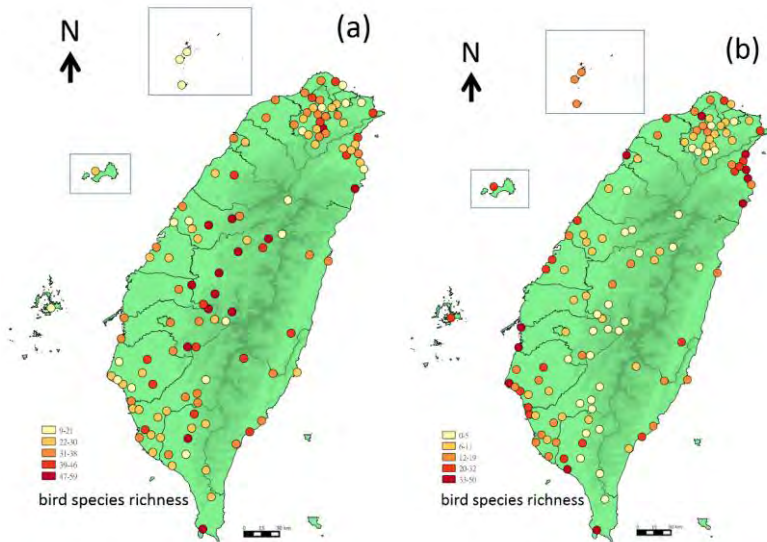 (a)
N
9-21
22-30
31-38
39-46
47-59
bird species richness
(b)
N
0-5
6-11
12-19
20-32
33-50
bird species richness